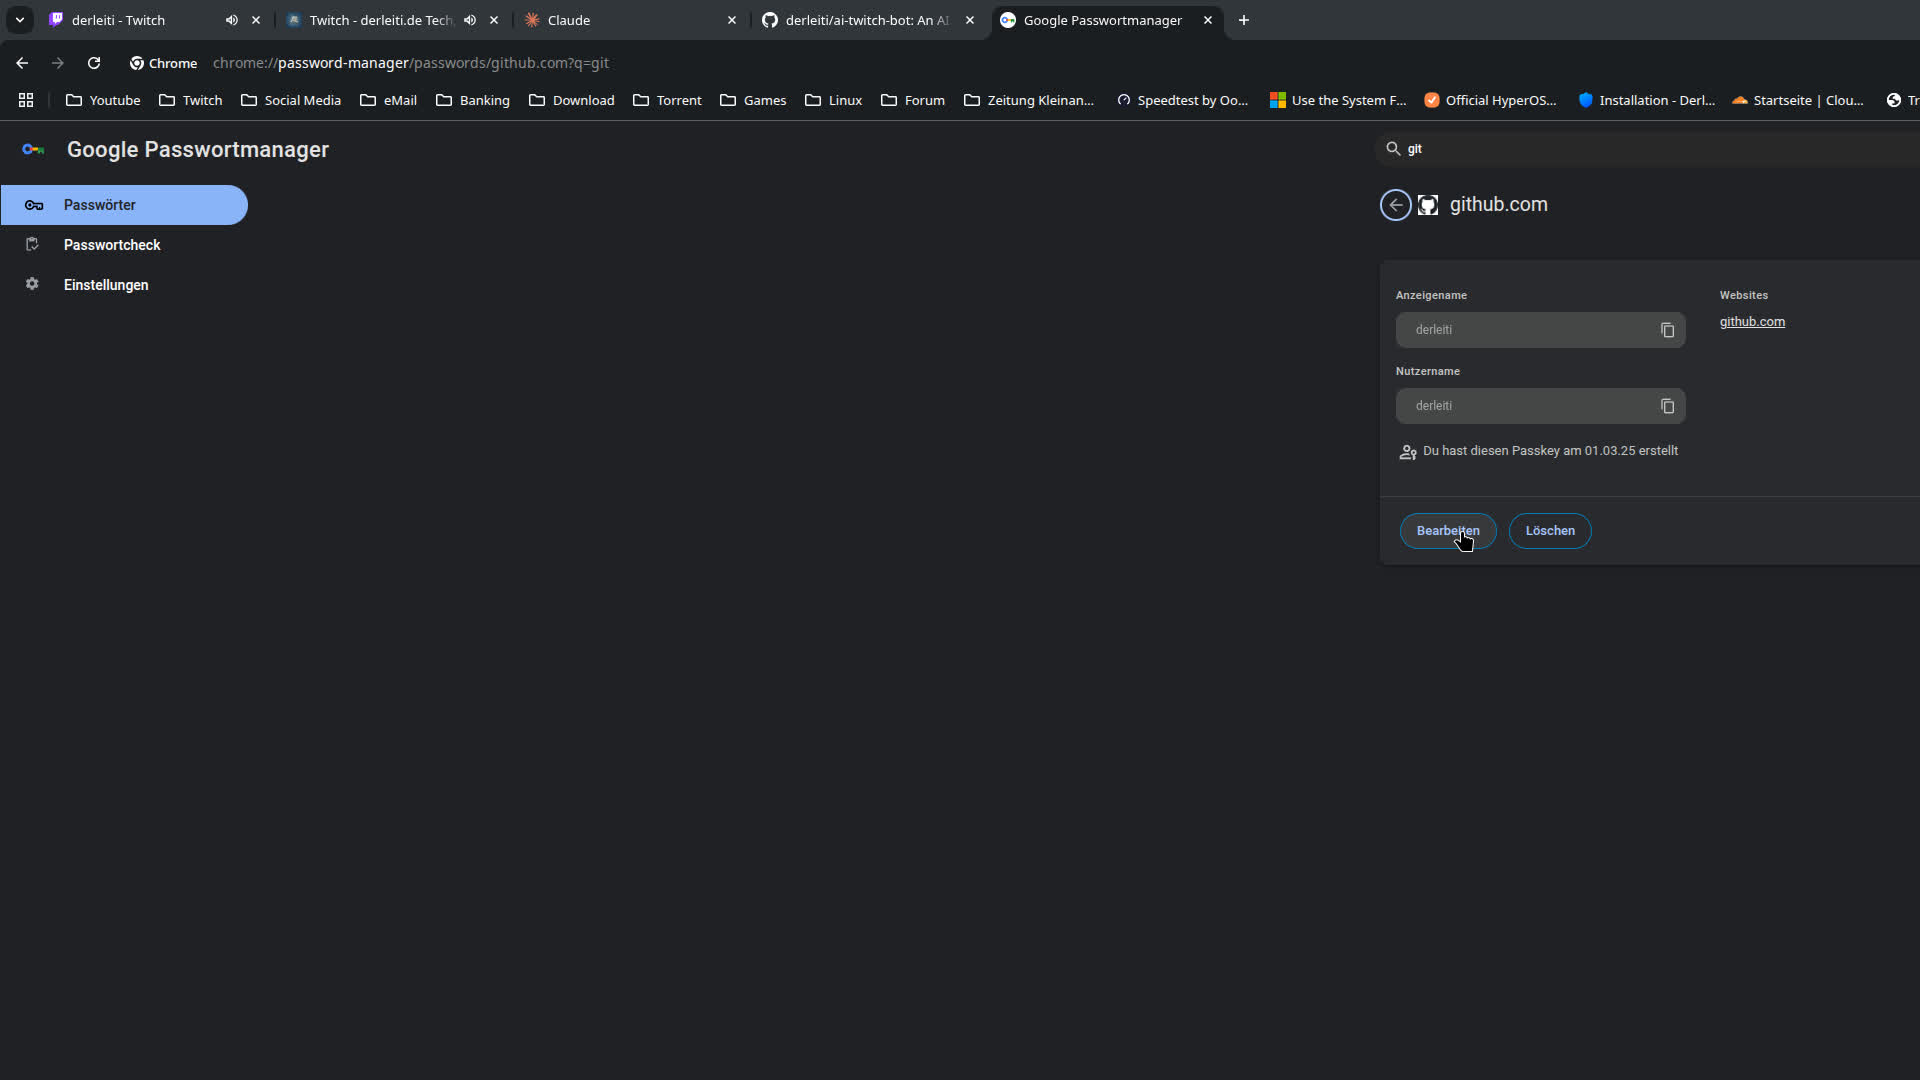 derleiti - Twitch
Twitch - derleiti.de Tech
Claude
derleiti/ai-twitch-bot: An AI
Google Passwortmanager
Chrome
chrome://password-manager/passwords/github.com?q=git
Youtube
Twitch
Social Media
eMail
Banking
Download
Torrent
Games
Linux
Forum
Zeitung Kleinan...
Speedtest by Oo...
Use the System F...
Official HyperOS...
Installation - Derl...
Startseite | Clou...
Tr
Google Passwortmanager
git
Passwörter
Passwortcheck
Einstellungen
github.com
Anzeigename
derleiti
Websites
github.com
Nutzername
derleiti
Du hast diesen Passkey am 01.03.25 erstellt
Bearbeiten
Löschen